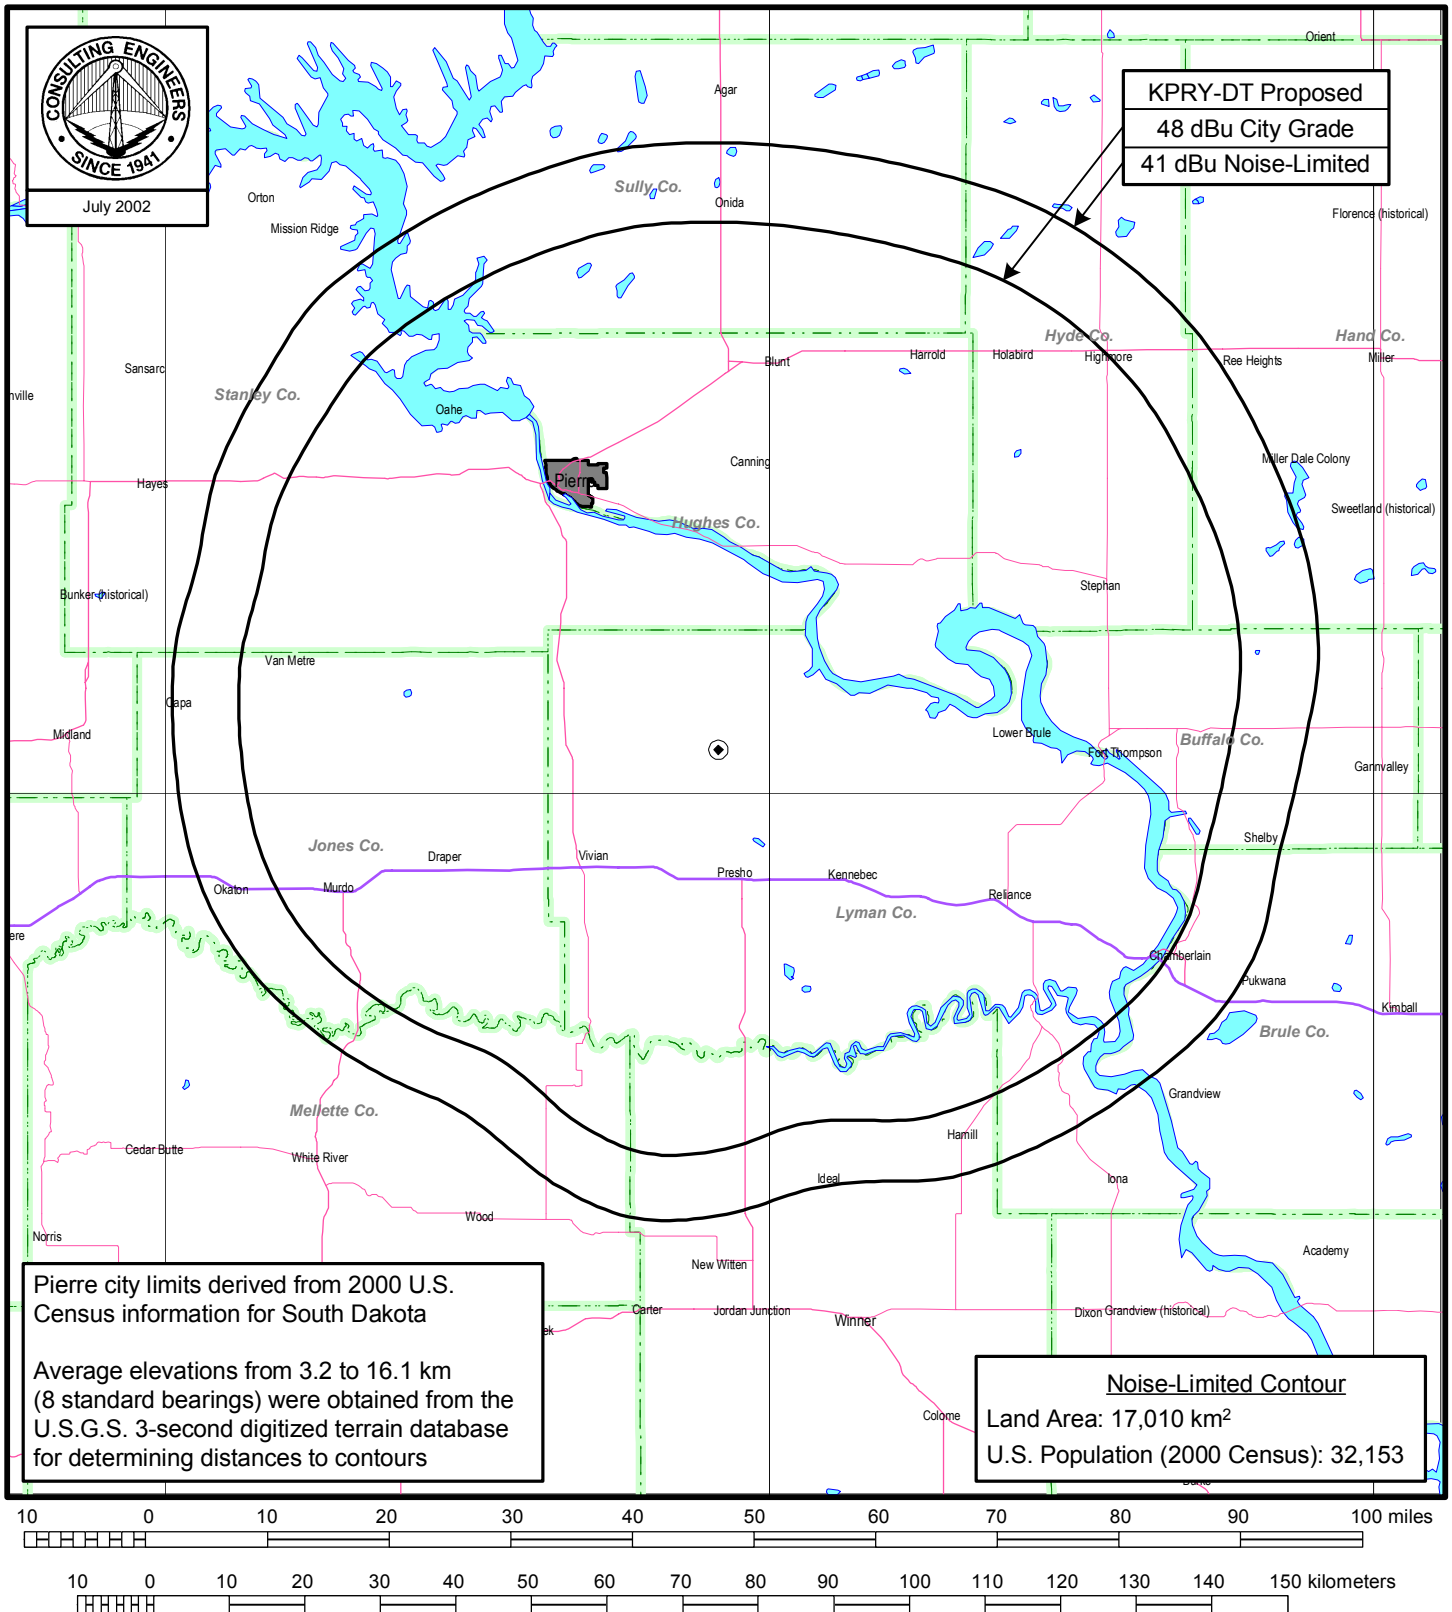 CONSULTING ENGINEERS
• SINCE 1941 •
July 2002
KPRY-DT Proposed
48 dBu City Grade
41 dBu Noise-Limited
Orient
Agar
Sully Co.
Orton
Onida
Mission Ridge
Florence (historical)
Hyde Co.
Hand Co.
Sansarc
Blunt
Harrold
Holabird
Highmore
Ree Heights
Miller
Stanley Co.
nville
Oahe
Canning
Miller Dale Colony
Hayes
Pierre
Sweetland (historical)
Hughes Co.
Stephan
Bunker (historical)
Van Metre
Capa
Midland
Lower Brule
Fort Thompson
Buffalo Co.
Gannvalley
Jones Co.
Shelby
Draper
Vivian
Presho
Kennebec
Okaton
Murdo
Reliance
Lyman Co.
ere
Chamberlain
Pukwana
Kimball
Brule Co.
Mellette Co.
Grandview
Hamill
Cedar Butte
White River
Ideal
Iona
Wood
Norris
Academy
New Witten
Carter
Jordan Junction
Winner
Dixon
Grandview (historical)
ek
Colome
Pierre city limits derived from 2000 U.S.
Census information for South Dakota
Average elevations from 3.2 to 16.1 km
(8 standard bearings) were obtained from the
U.S.G.S. 3-second digitized terrain database
for determining distances to contours
Noise-Limited Contour
Land Area: 17,010 km²
U.S. Population (2000 Census): 32,153
10 0 10 20 30 40 50 60 70 80 90 100 miles
10 0 10 20 30 40 50 60 70 80 90 100 110 120 130 140 150 kilometers